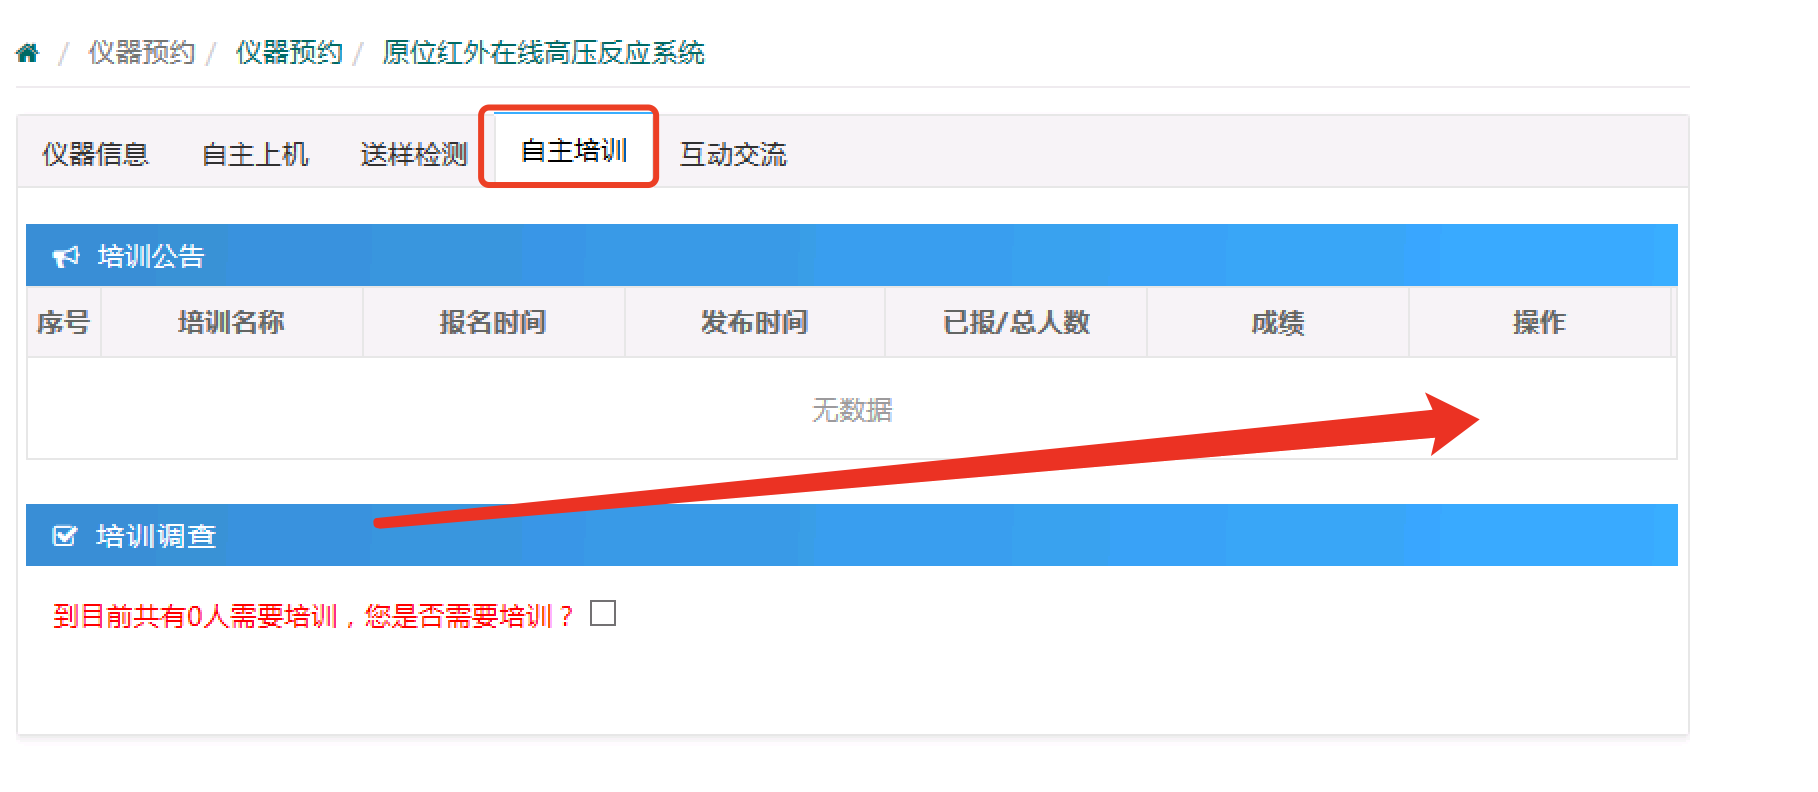 / 仪器预约 / 仪器预约 / 原位红外在线高压反应系统
仪器信息 自主上机 送样检测 自主培训 互动交流
培训公告
序号 培训名称 报名时间 发布时间 已报/总人数 成绩 操作
无数据
培训调查
到目前共有0人需要培训，您是否需要培训？